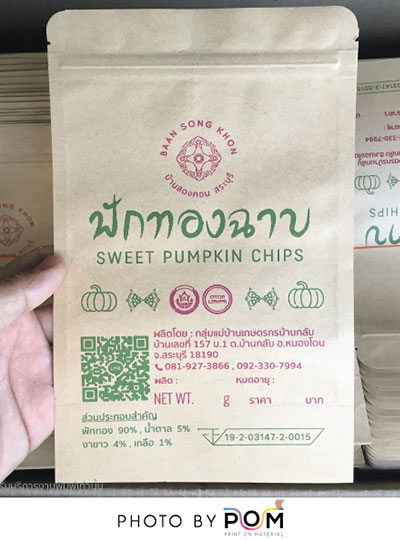 BAAN SONG KHON
บ้านสองคอน สระบุรี
ฟักทองฉาบ
SWEET PUMPKIN CHIPS
OTOP
ผลิตโดย : กลุ่มแม่บ้านเกษตรกรบ้านกลับ
บ้านเลขที่ 157 ม.1 ต.บ้านกลับ อ.หนองโดน
จ.สระบุรี 18190
081-927-3866 , 092-330-7994
ผลิต : หมดอายุ :
NET WT. g ราคา บาท
ส่วนประกอบสำคัญ
ฟักทอง 90% , น้ำตาล 5%
งาขาว 4% , เกลือ 1%
19-2-03147-2-0015
PHOTO BY POM
PRINT ON MATERIAL